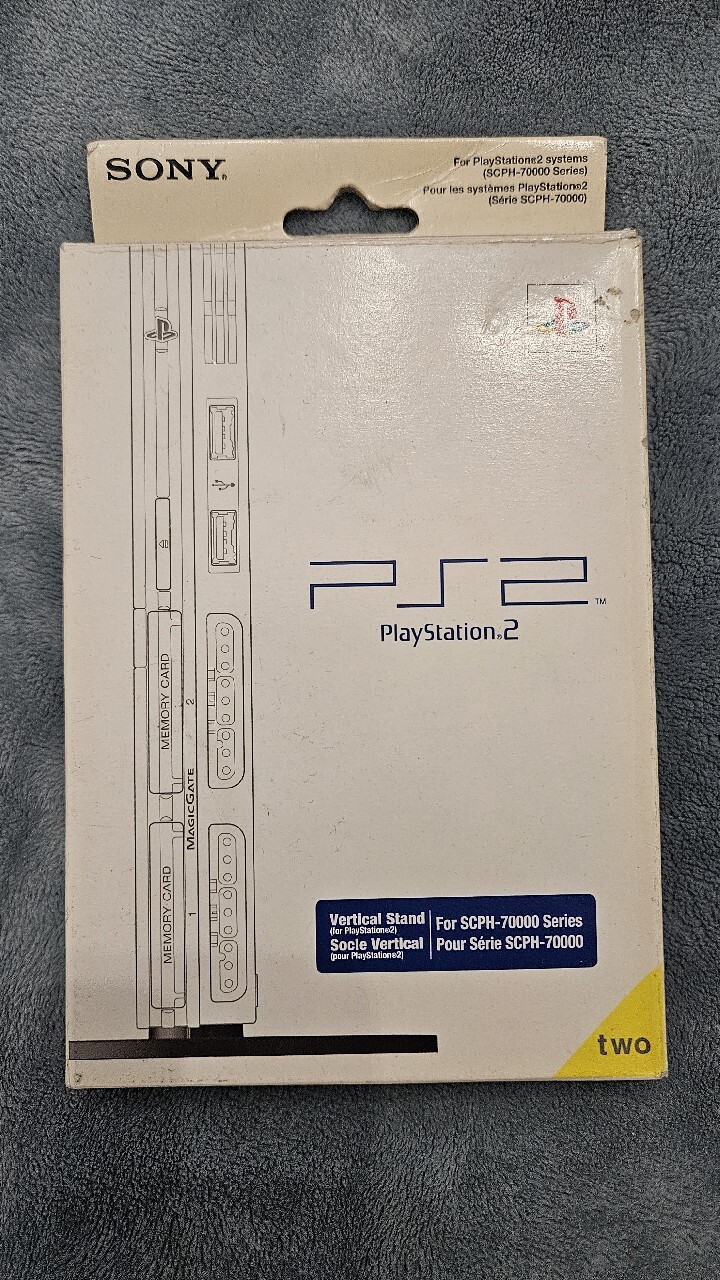 SONY®
For PlayStation®2 systems
(SCPH-70000 Series)
Pour les systèmes PlayStation®2
(Série SCPH-70000)
MEMORY CARD
2
MAGICGATE
MEMORY CARD
1
PS2 ™
PlayStation®2
Vertical Stand
(for PlayStation®2)
Socle Vertical
(pour PlayStation®2)
For SCPH-70000 Series
Pour Série SCPH-70000
two